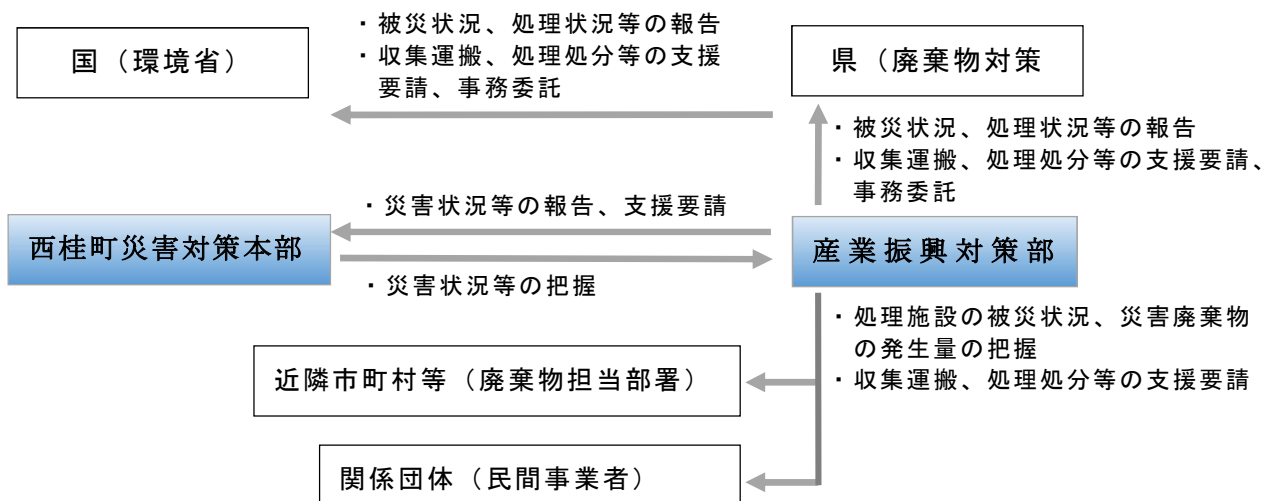 ・被災状況、処理状況等の報告
・収集運搬、処理処分等の支援
要請、事務委託
国（環境省）
県（廃棄物対策
・被災状況、処理状況等の報告
・収集運搬、処理処分等の支援要請、
事務委託
・災害状況等の報告、支援要請
西桂町災害対策本部
産業振興対策部
・災害状況等の把握
・処理施設の被災状況、災害廃棄物
の発生量の把握
・収集運搬、処理処分等の支援要請
近隣市町村等（廃棄物担当部署）
関係団体（民間事業者）